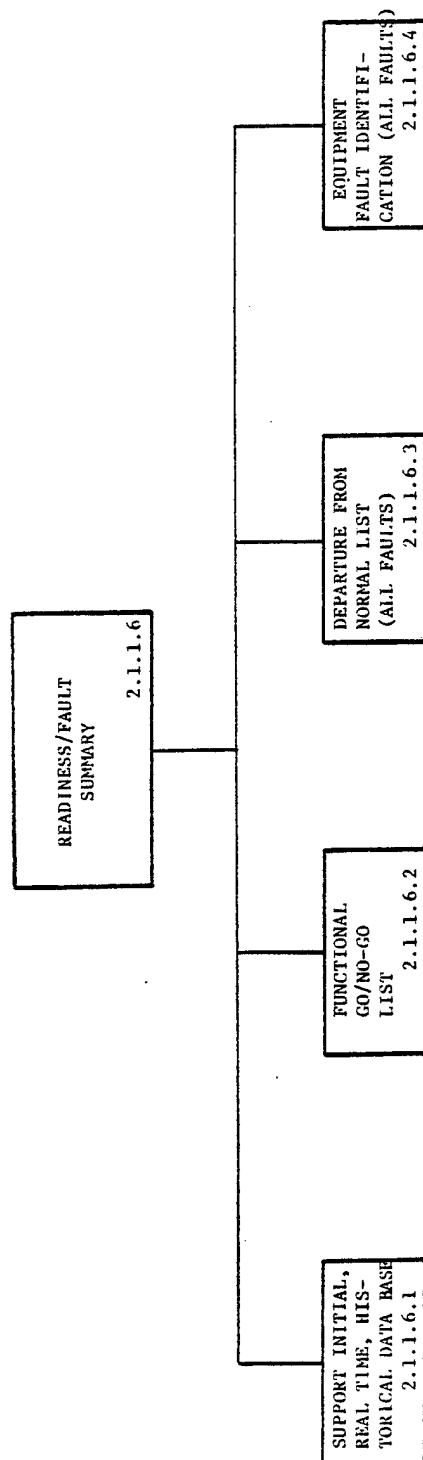 READINESS/FAULT
SUMMARY
2.1.1.6
SUPPORT INITIAL,
REAL TIME, HIS-
TORICAL DATA BASE
2.1.1.6.1
FUNCTIONAL
GO/NO-GO
LIST
2.1.1.6.2
DEPARTURE FROM
NORMAL LIST
(ALL FAULTS)
2.1.1.6.3
EQUIPMENT
FAULT IDENTIFI-
CATION (ALL FAULTS)
2.1.1.6.4